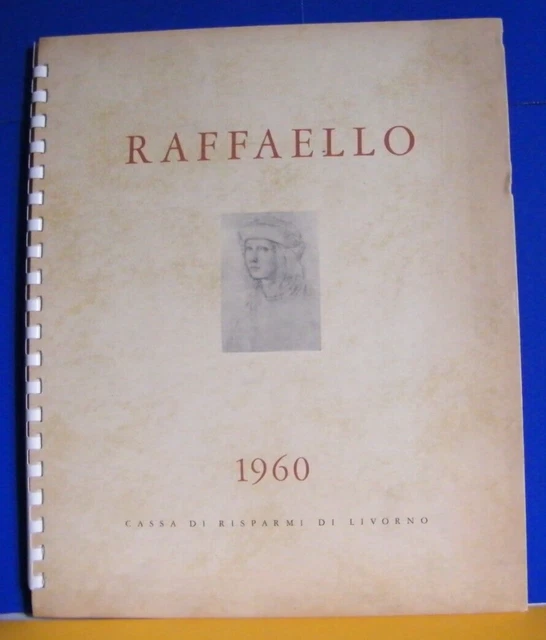 RAFFAELLO
1960
CASSA DI RISPARMI DI LIVORNO